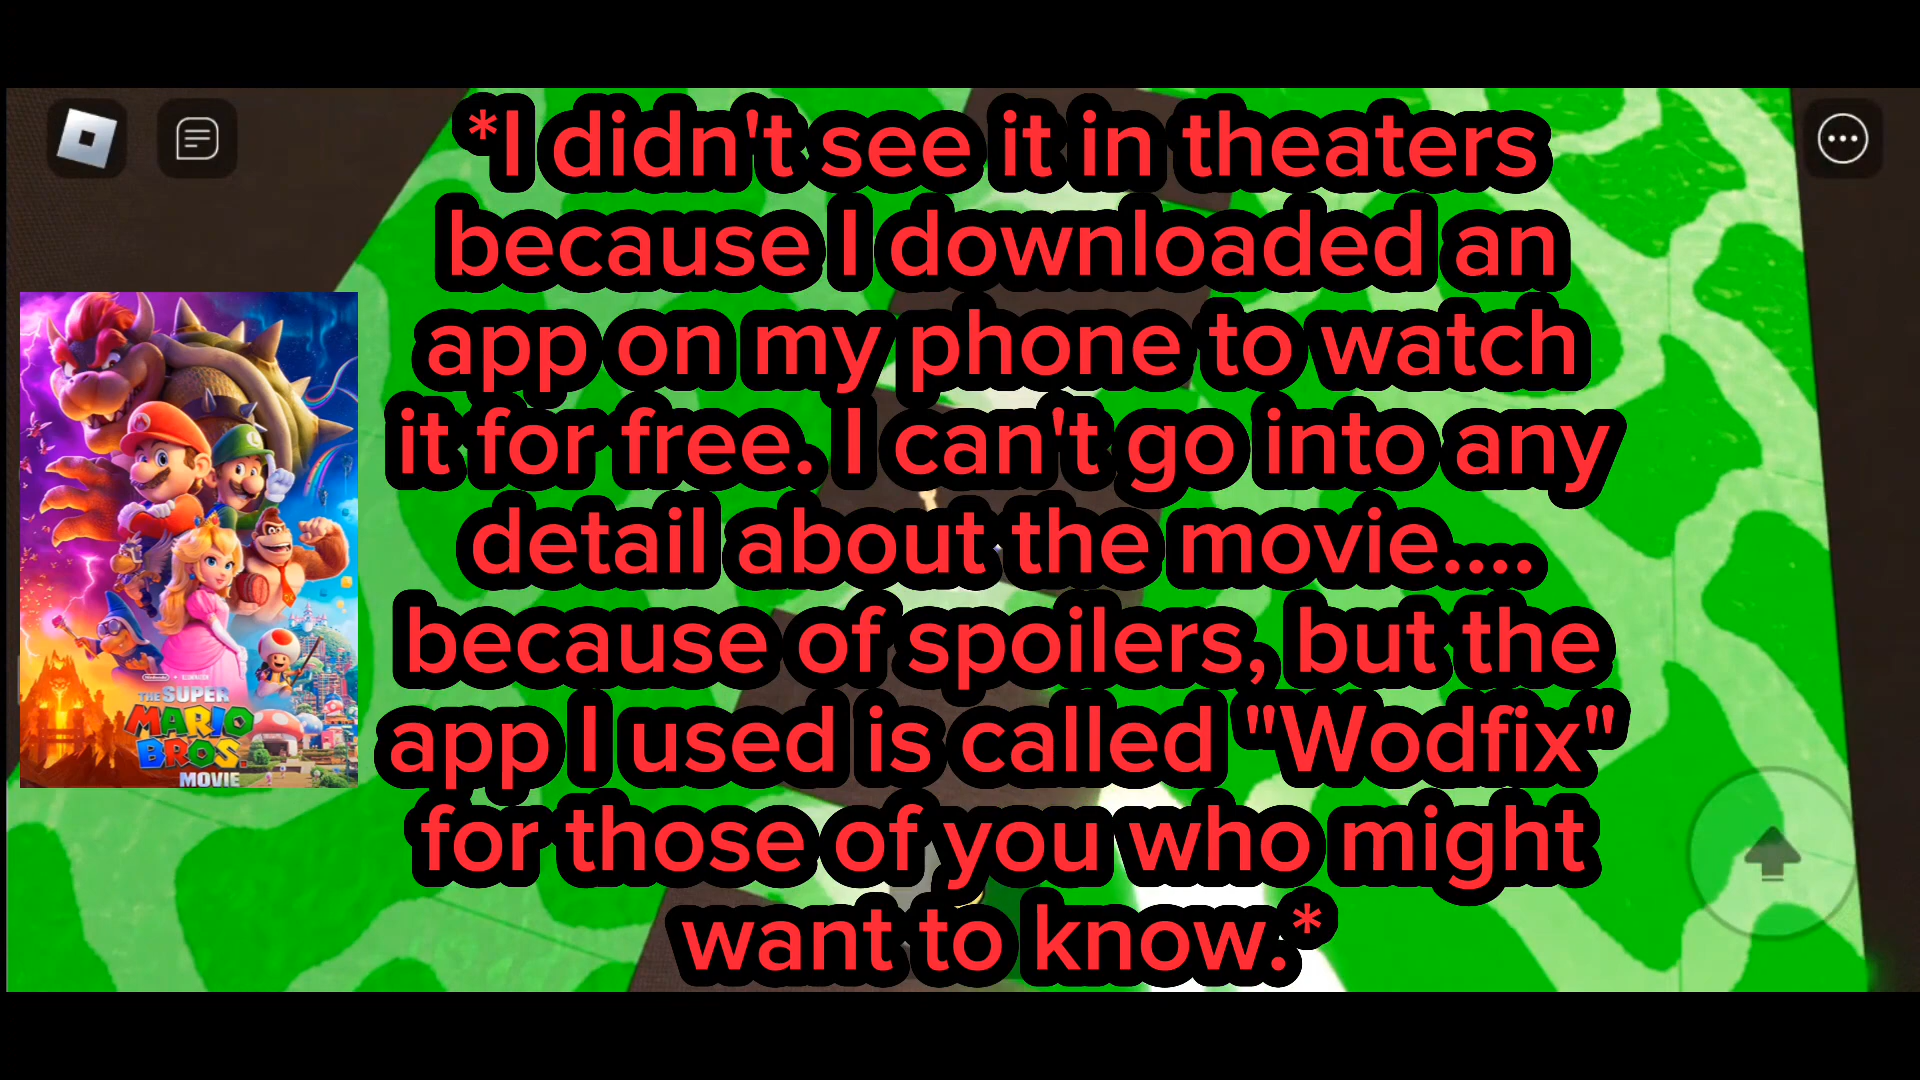 *I didn't see it in theaters
because I downloaded an
app on my phone to watch
it for free. I can't go into any
detail about the movie....
because of spoilers, but the
app I used is called "Wodfix"
for those of you who might
want to know.*
Nintendo
ILLUMINATION
THE SUPER
MARIO
BROS.
MOVIE